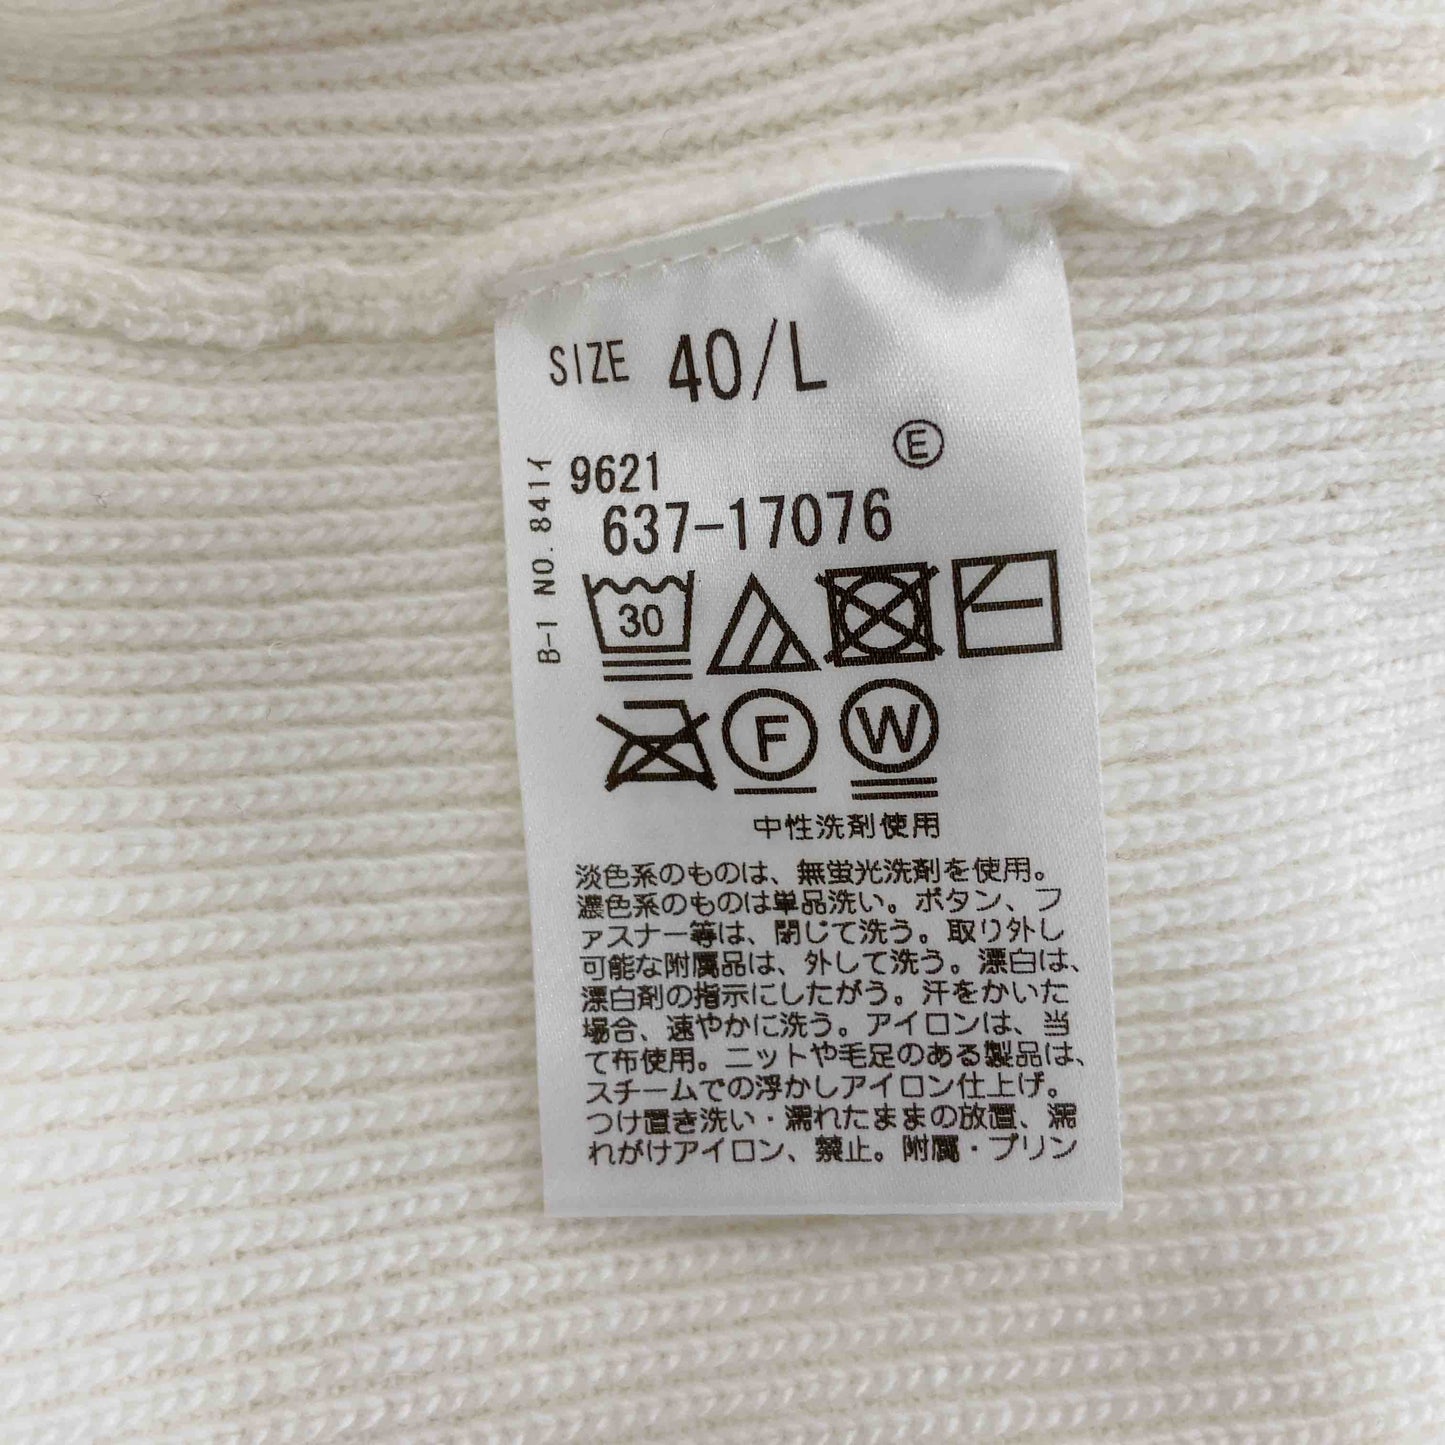 SIZE 40/L
Ⓔ
B-1 NO.841イ
9621
637-17076
30
F
W
中性洗剤使用
淡色系のものは、無蛍光洗剤を使用。
濃色系のものは単品洗い。ボタン、フ
ァスナー等は、閉じて洗う。取り外し
可能な附属品は、外して洗う。漂白は、
漂白剤の指示にしたがう。汗をかいた
場合、速やかに洗う。アイロンは、当
て布使用。ニットや毛足のある製品は、
スチームでの浮かしアイロン仕上げ。
つけ置き洗い・濡れたままの放置、濡
れがけアイロン、禁止。附属・プリン